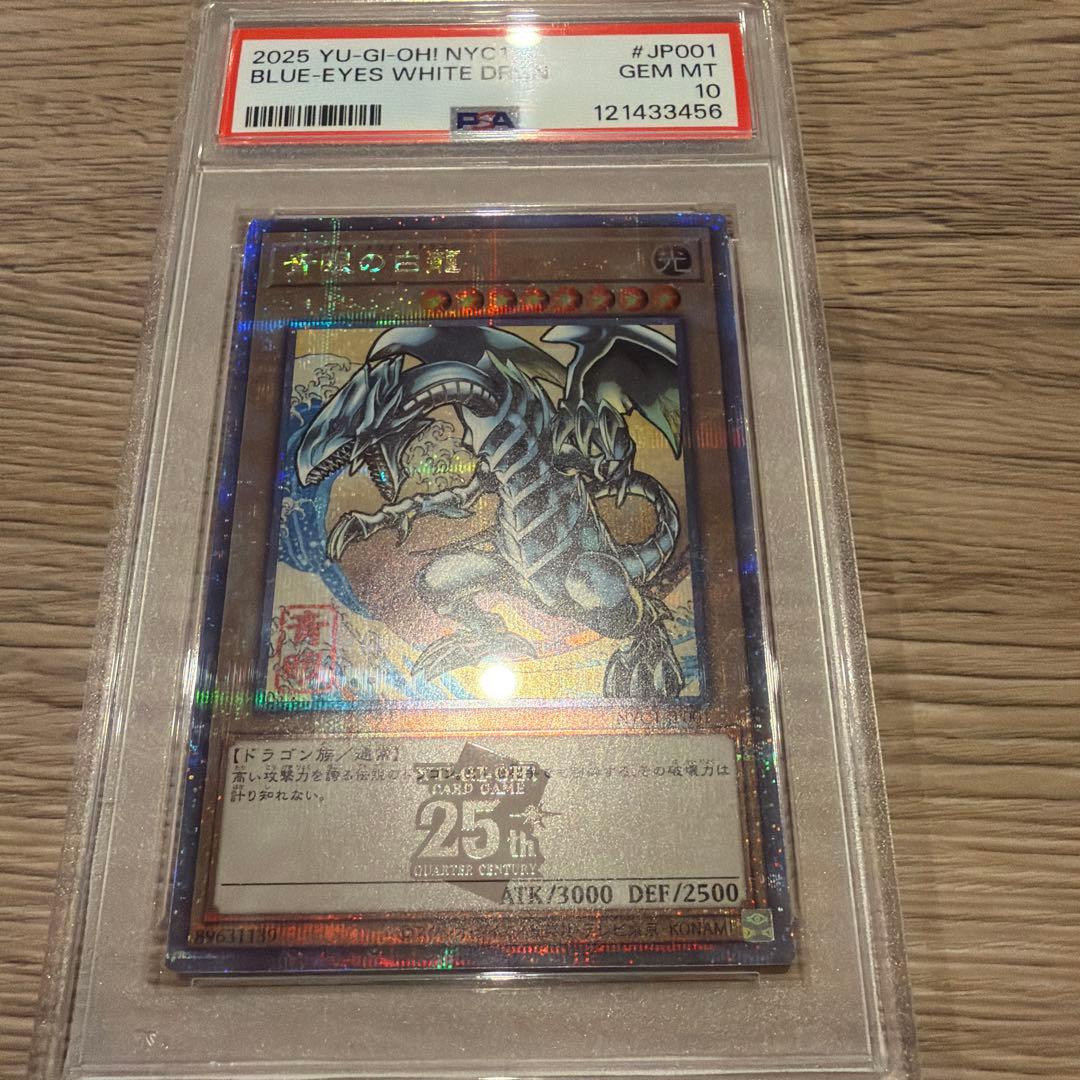 2025 YU-GI-OH! NYC1
#JP001
BLUE-EYES WHITE DR
GEM MT
10
PSA
121433456
青眼の白龍
光
青眼
【ドラゴン族／通常】
高い攻撃力を誇る伝説の
その破壊力は
計り知れない。
YU-GI-OH!
CARD GAME
25th
QUARTER CENTURY
ATK/3000 DEF/2500
89631139
KONAMI